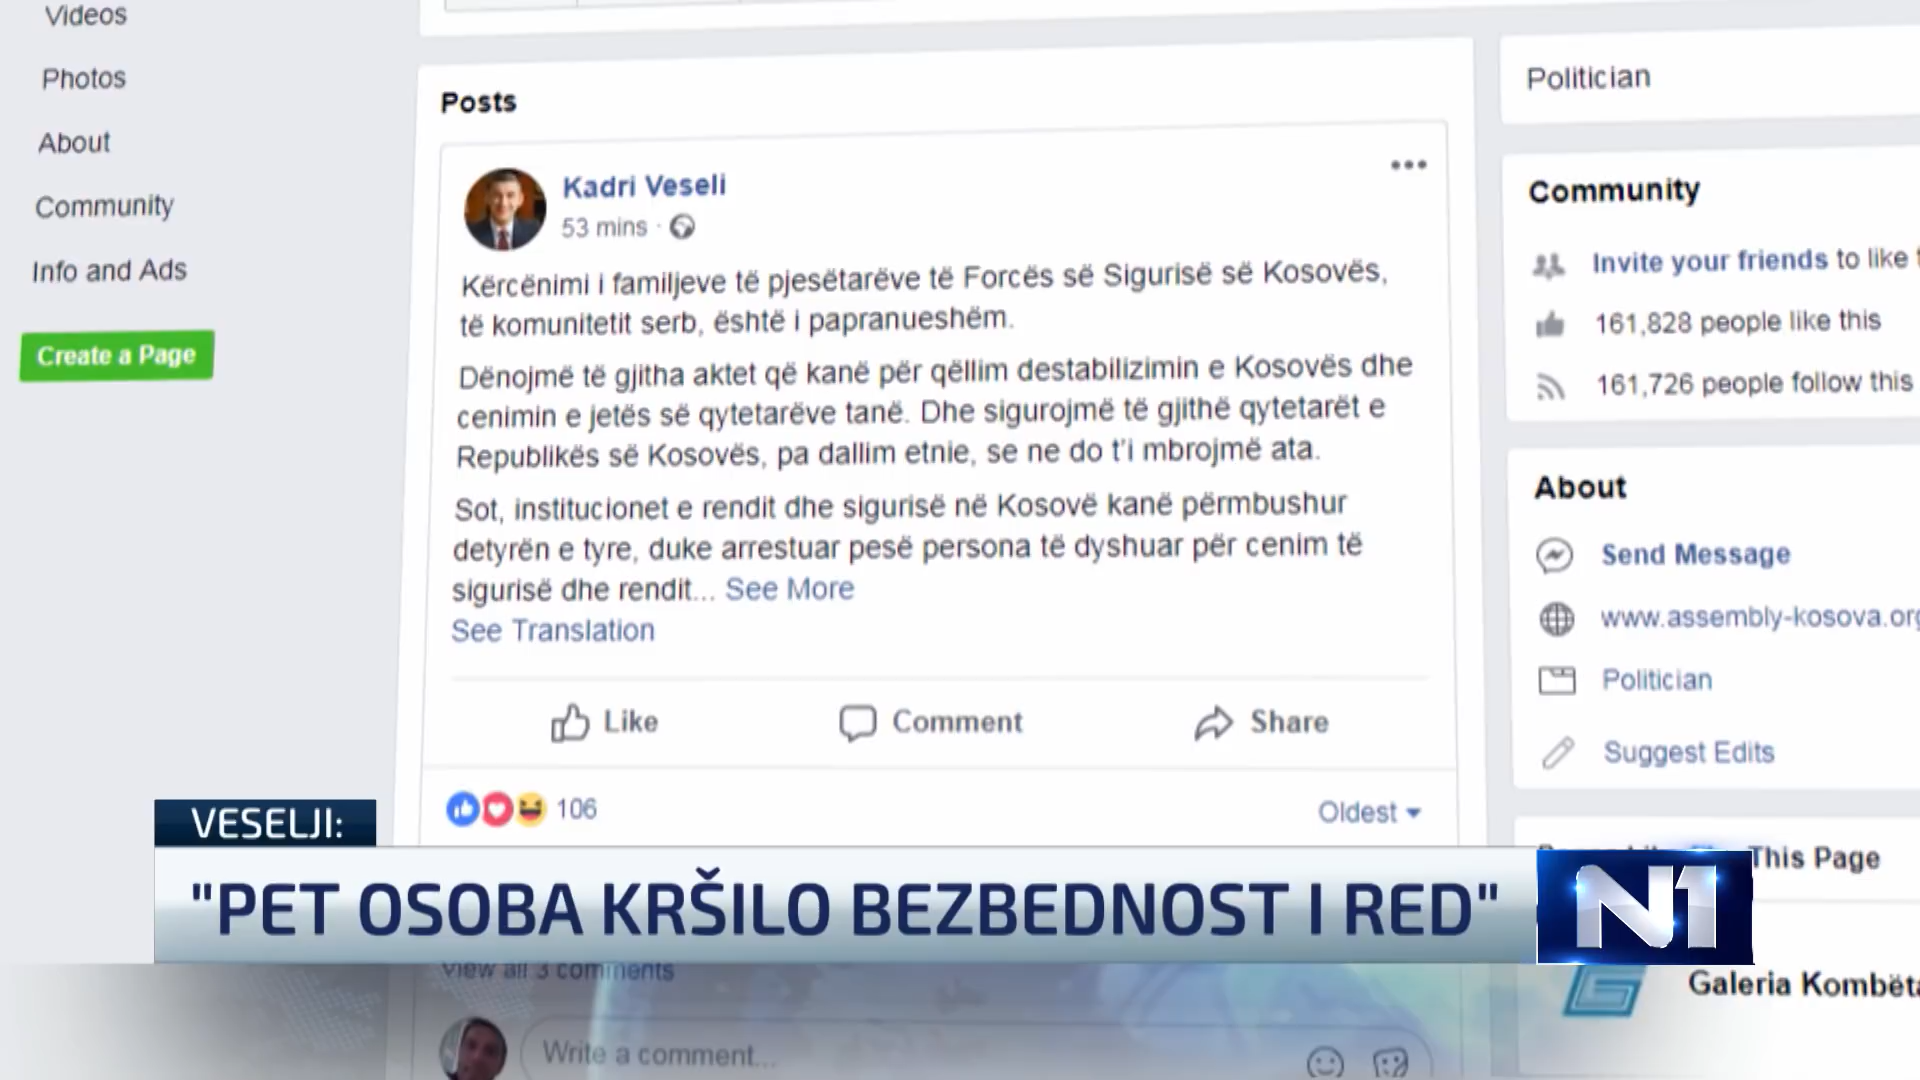 Videos
Photos
About
Community
Info and Ads
Create a Page
Posts
Kadri Veseli
53 mins ·
Kërcënimi i familjeve të pjesëtarëve të Forcës së Sigurisë së Kosovës,
të komunitetit serb, është i papranueshëm.
Dënojmë të gjitha aktet që kanë për qëllim destabilizimin e Kosovës dhe
cenimin e jetës së qytetarëve tanë. Dhe sigurojmë të gjithë qytetarët e
Republikës së Kosovës, pa dallim etnie, se ne do t'i mbrojmë ata.
Sot, institucionet e rendit dhe sigurisë në Kosovë kanë përmbushur
detyrën e tyre, duke arrestuar pesë persona të dyshuar për cenim të
sigurisë dhe rendit... See More
See Translation
Like
Comment
Share
106
Oldest
View all 3 comments
Write a comment...
Politician
Community
Invite your friends to like
161,828 people like this
161,726 people follow this
About
Send Message
www.assembly-kosova.org
Politician
Suggest Edits
This Page
Galeria
VESELJI:
"PET OSOBA KRŠILO BEZBEDNOST I RED"
N1